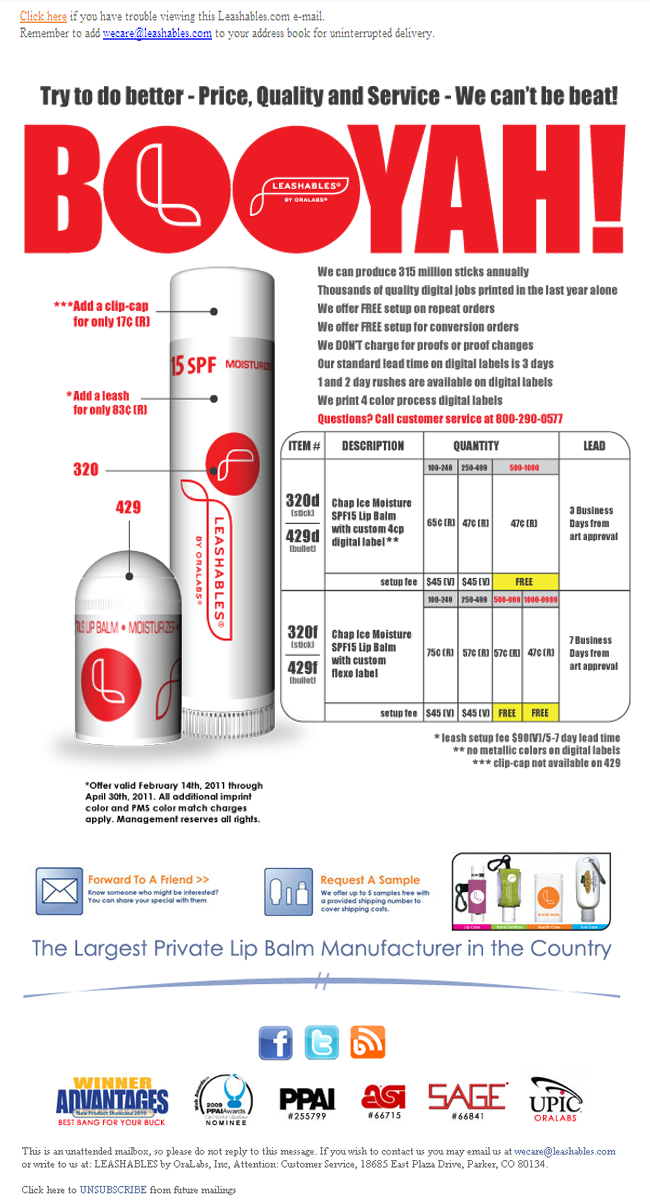 Click here if you have trouble viewing this Leashables.com e-mail.
Remember to add wecare@leashables.com to your address book for uninterrupted delivery.
Try to do better - Price, Quality and Service - We can't be beat!
BOOYAH!
LEASHABLES®
BY ORALABS®
We can produce 315 million sticks annually
Thousands of quality digital jobs printed in the last year alone
We offer FREE setup on repeat orders
We offer FREE setup for conversion orders
We DON'T charge for proofs or proof changes
Our standard lead time on digital labels is 3 days
1 and 2 day rushes are available on digital labels
We print 4 color process digital labels
Questions? Call customer service at 800-290-0577
***Add a clip-cap
for only 17¢ (R)
15 SPF MOISTURIZE
*Add a leash
for only 83¢ (R)
320
429
LEASHABLES®
BY ORALABS®
LIP BALM • MOISTURIZER •
ITEM # DESCRIPTION QUANTITY LEAD
100-249 250-499 500-1000
320d
(stick)
429d
(bullet)
Chap Ice Moisture
SPF15 Lip Balm
with custom 4cp
digital label **
65¢ (R) 47¢ (R) 47¢ (R)
3 Business
Days from
art approval
setup fee $45 (V) $45 (V) FREE
100-249 250-499 500-999 1000-9999
320f
(stick)
429f
(bullet)
Chap Ice Moisture
SPF15 Lip Balm
with custom
flexo label
75¢ (R) 57¢ (R) 57¢ (R) 47¢ (R)
7 Business
Days from
art approval
setup fee $45 (V) $45 (V) FREE FREE
* leash setup fee $90(V)/5-7 day lead time
** no metallic colors on digital labels
*** clip-cap not available on 429
*Offer valid February 14th, 2011 through
April 30th, 2011. All additional imprint
color and PMS color match charges
apply. Management reserves all rights.
Forward To A Friend >>
Know someone who might be interested?
You can share your special with them
Request A Sample
We offer up to 5 samples free with
a provided shipping number to
cover shipping costs.
The Largest Private Lip Balm Manufacturer in the Country
WINNER
ADVANTAGES
New Product Showcase 2010
BEST BANG FOR YOUR BUCK
2009
PPAI Awards
NOMINEE
PPAI
#255799
ASI
#66715
SAGE
#66841
UPIC
ORALABS
This is an unattended mailbox, so please do not reply to this message. If you wish to contact us you may email us at wecare@leashables.com
or write to us at: LEASHABLES by OraLabs, Inc, Attention: Customer Service, 18685 East Plaza Drive, Parker, CO 80134.
Click here to UNSUBSCRIBE from future mailings